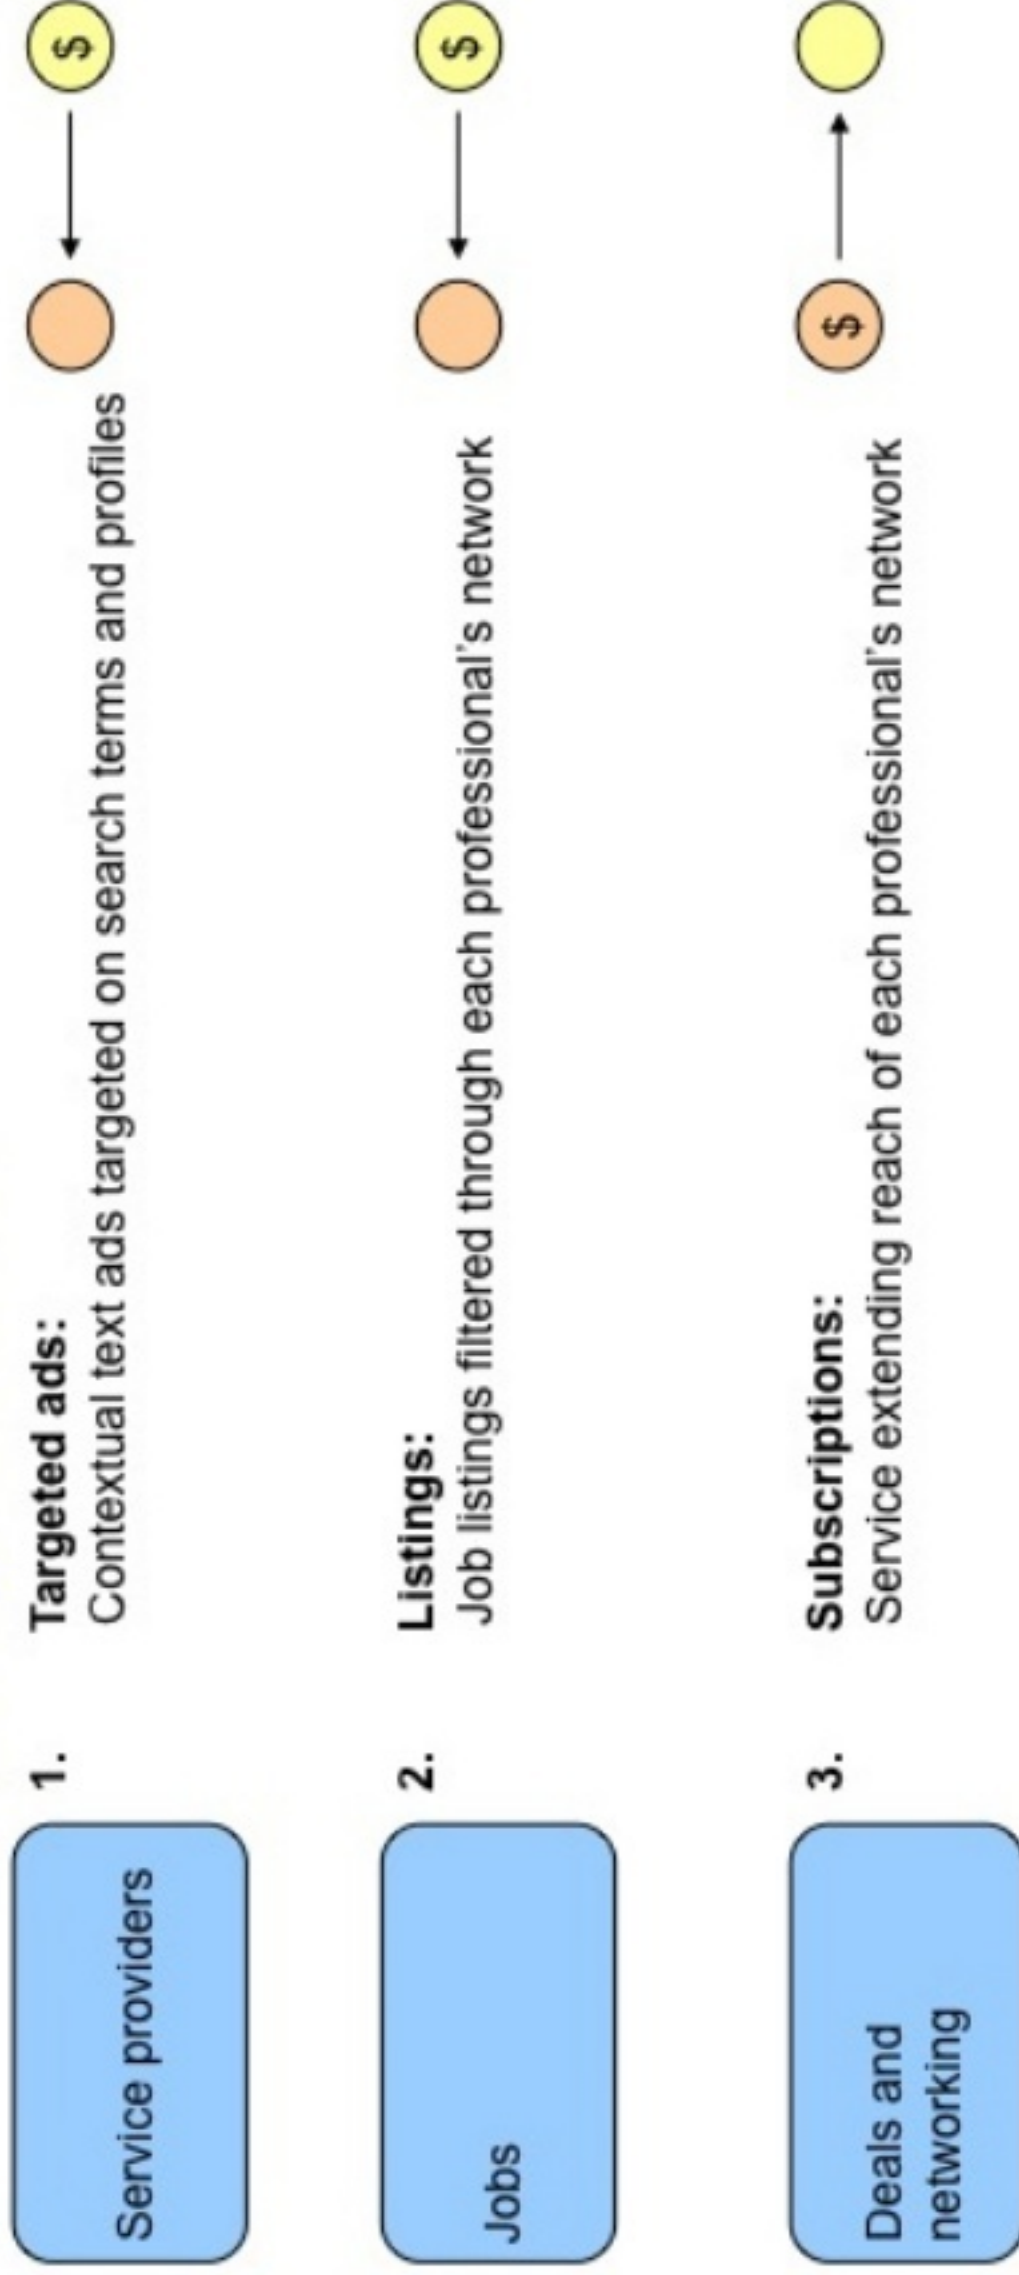 Service providers
1.
Targeted ads:
Contextual text ads targeted on search terms and profiles
$
Jobs
2.
Listings:
Job listings filtered through each professional's network
$
Deals and
networking
3.
Subscriptions:
Service extending reach of each professional's network
$